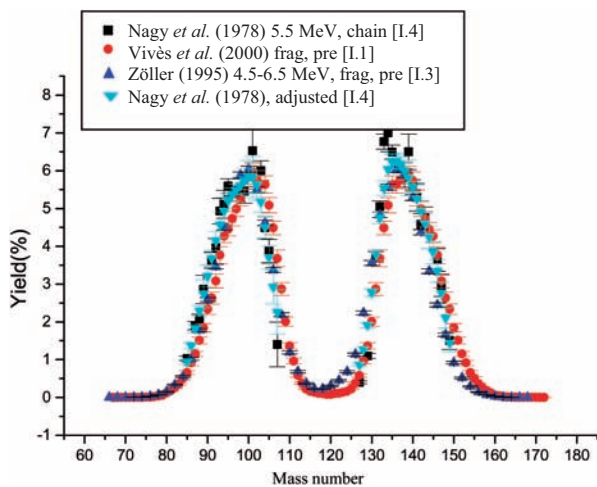 Nagy et al. (1978) 5.5 MeV, chain [I.4]
Vivès et al. (2000) frag, pre [I.1]
Zöller (1995) 4.5-6.5 MeV, frag, pre [I.3]
Nagy et al. (1978), adjusted [I.4]
8
7
6
5
4
3
2
1
0
-1
Yield(%)
60 70 80 90 100 110 120 130 140 150 160 170 180
Mass number